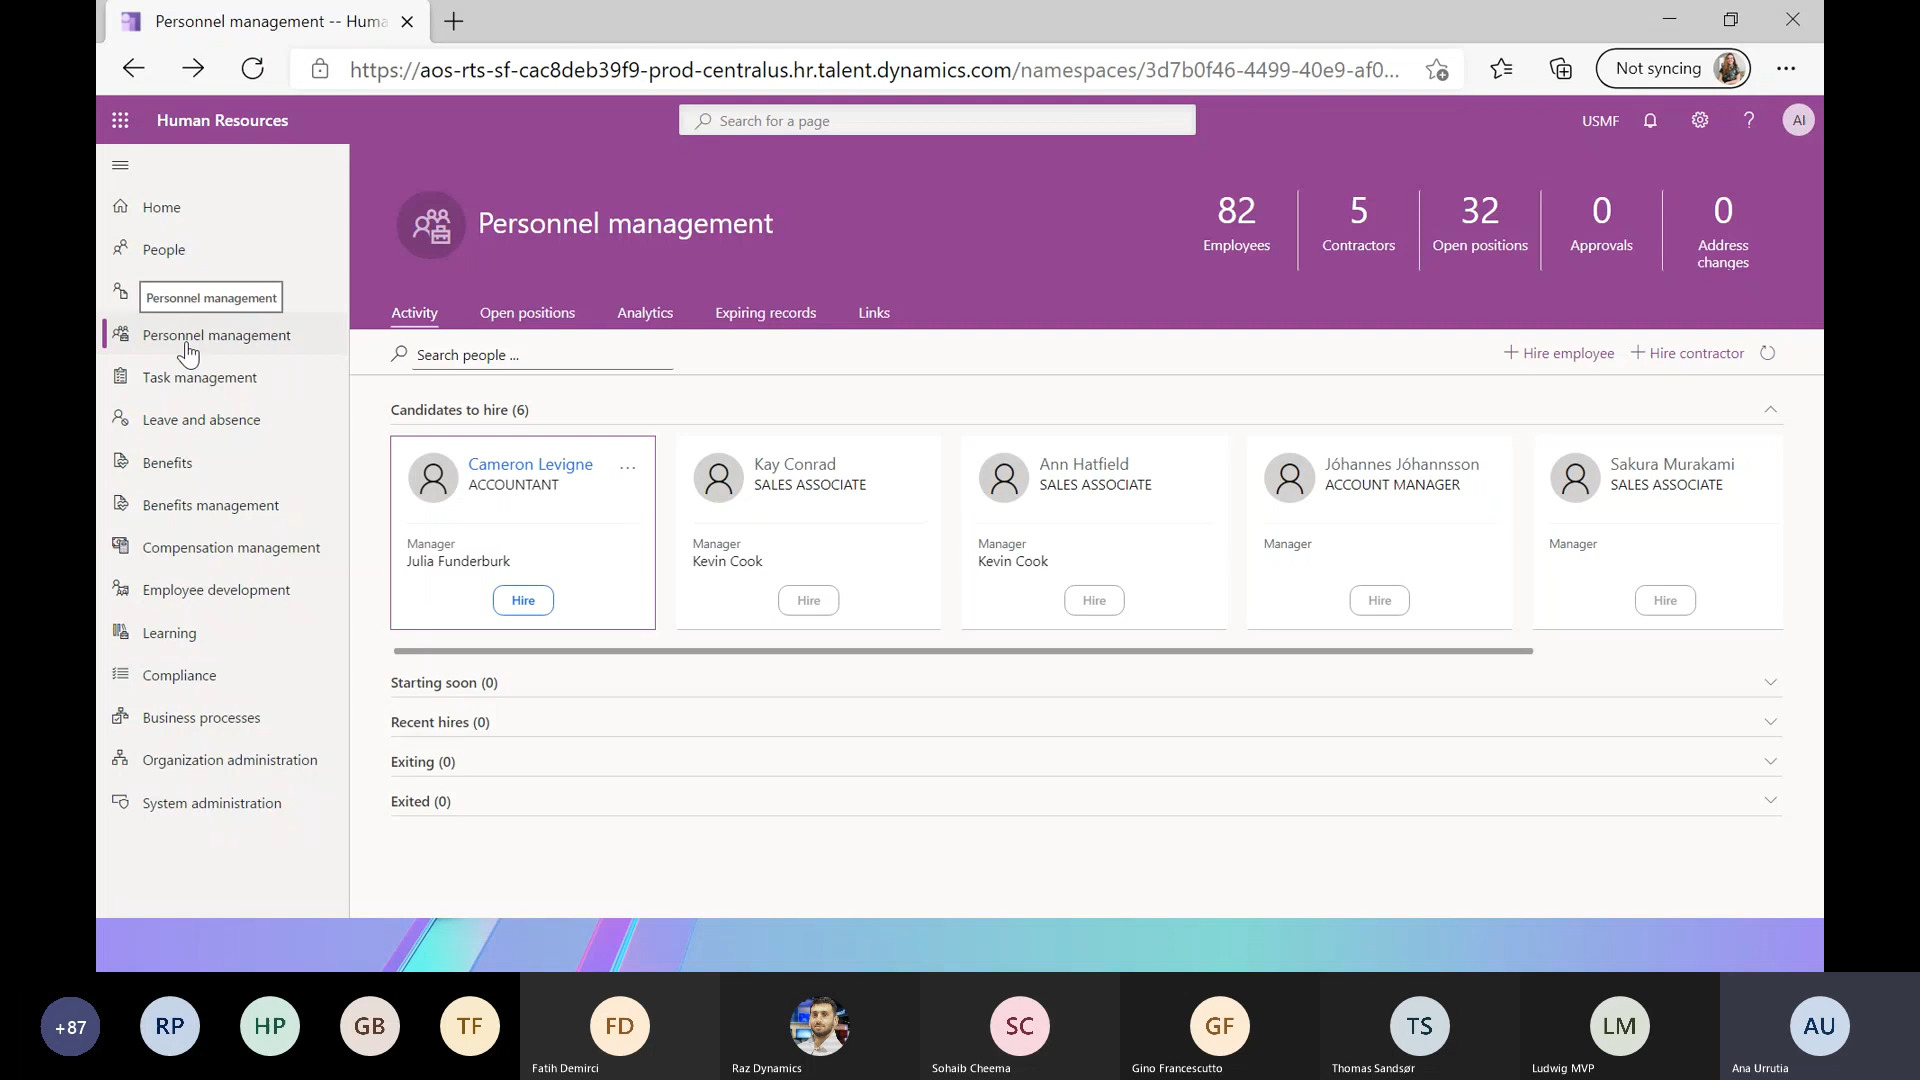 Personnel management -- Huma
https://aos-rts-sf-cac8deb39f9-prod-centralus.hr.talent.dynamics.com/namespaces/3d7b0f46-4499-40e9-af0...
Not syncing
Human Resources
Search for a page
USMF
?
AI
Home
People
Personnel management
Personnel management
Task management
Leave and absence
Benefits
Benefits management
Compensation management
Employee development
Learning
Compliance
Business processes
Organization administration
System administration
Personnel management
82
Employees
5
Contractors
32
Open positions
0
Approvals
0
Address
changes
Activity
Open positions
Analytics
Expiring records
Links
Search people ...
+ Hire employee
+ Hire contractor
Candidates to hire (6)
Cameron Levigne
ACCOUNTANT
Manager
Julia Funderburk
Hire
Kay Conrad
SALES ASSOCIATE
Manager
Kevin Cook
Hire
Ann Hatfield
SALES ASSOCIATE
Manager
Kevin Cook
Hire
Jóhannes Jóhannsson
ACCOUNT MANAGER
Manager
Hire
Sakura Murakami
SALES ASSOCIATE
Manager
Hire
Starting soon (0)
Recent hires (0)
Exiting (0)
Exited (0)
+87
RP
HP
GB
TF
FD
Fatih Demirci
Raz Dynamics
SC
Sohaib Cheema
GF
Gino Francescutto
TS
Thomas Sandsør
LM
Ludwig MVP
AU
Ana Urrutia